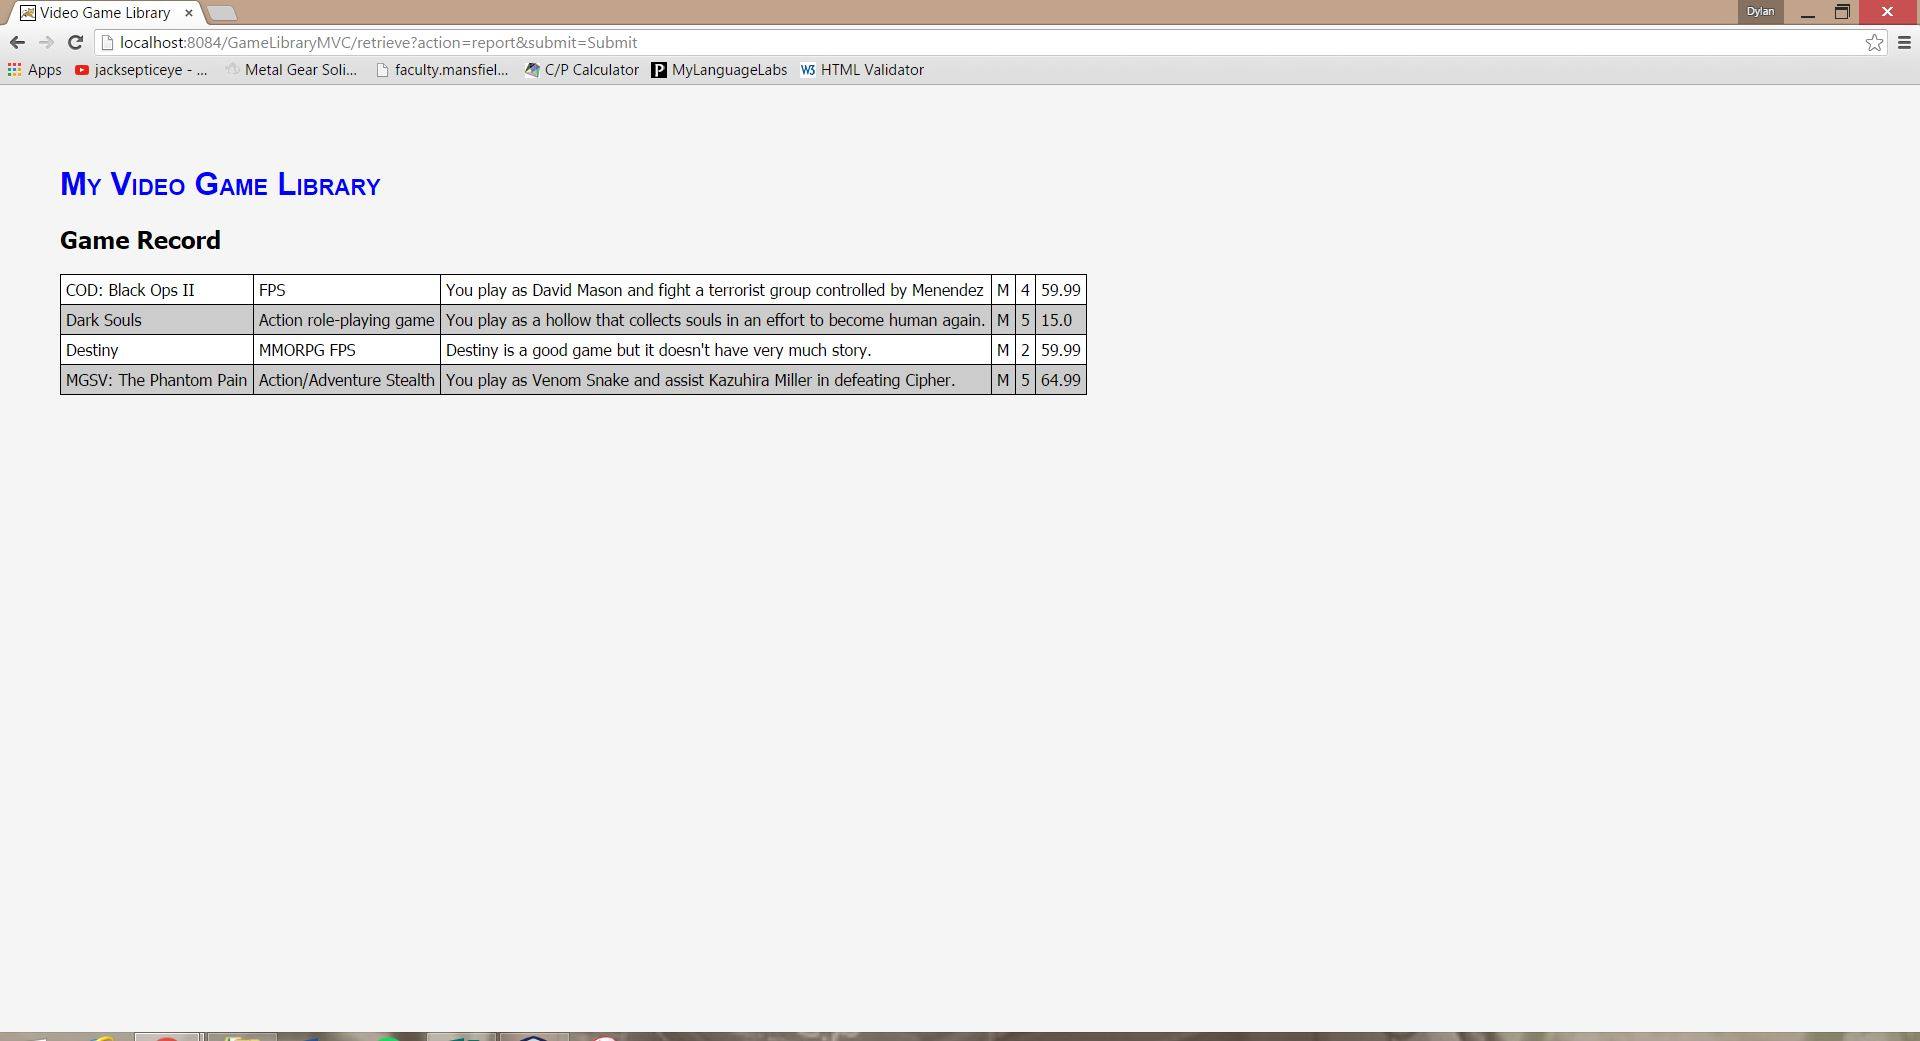 Video Game Library
Dylan
localhost:8084/GameLibraryMVC/retrieve?action=report&submit=Submit
Apps jacksepticeye - ... Metal Gear Soli... faculty.mansfiel... C/P Calculator P MyLanguageLabs W3 HTML Validator
My Video Game Library
Game Record
COD: Black Ops II FPS You play as David Mason and fight a terrorist group controlled by Menendez M 4 59.99
Dark Souls Action role-playing game You play as a hollow that collects souls in an effort to become human again. M 5 15.0
Destiny MMORPG FPS Destiny is a good game but it doesn't have very much story. M 2 59.99
MGSV: The Phantom Pain Action/Adventure Stealth You play as Venom Snake and assist Kazuhira Miller in defeating Cipher. M 5 64.99